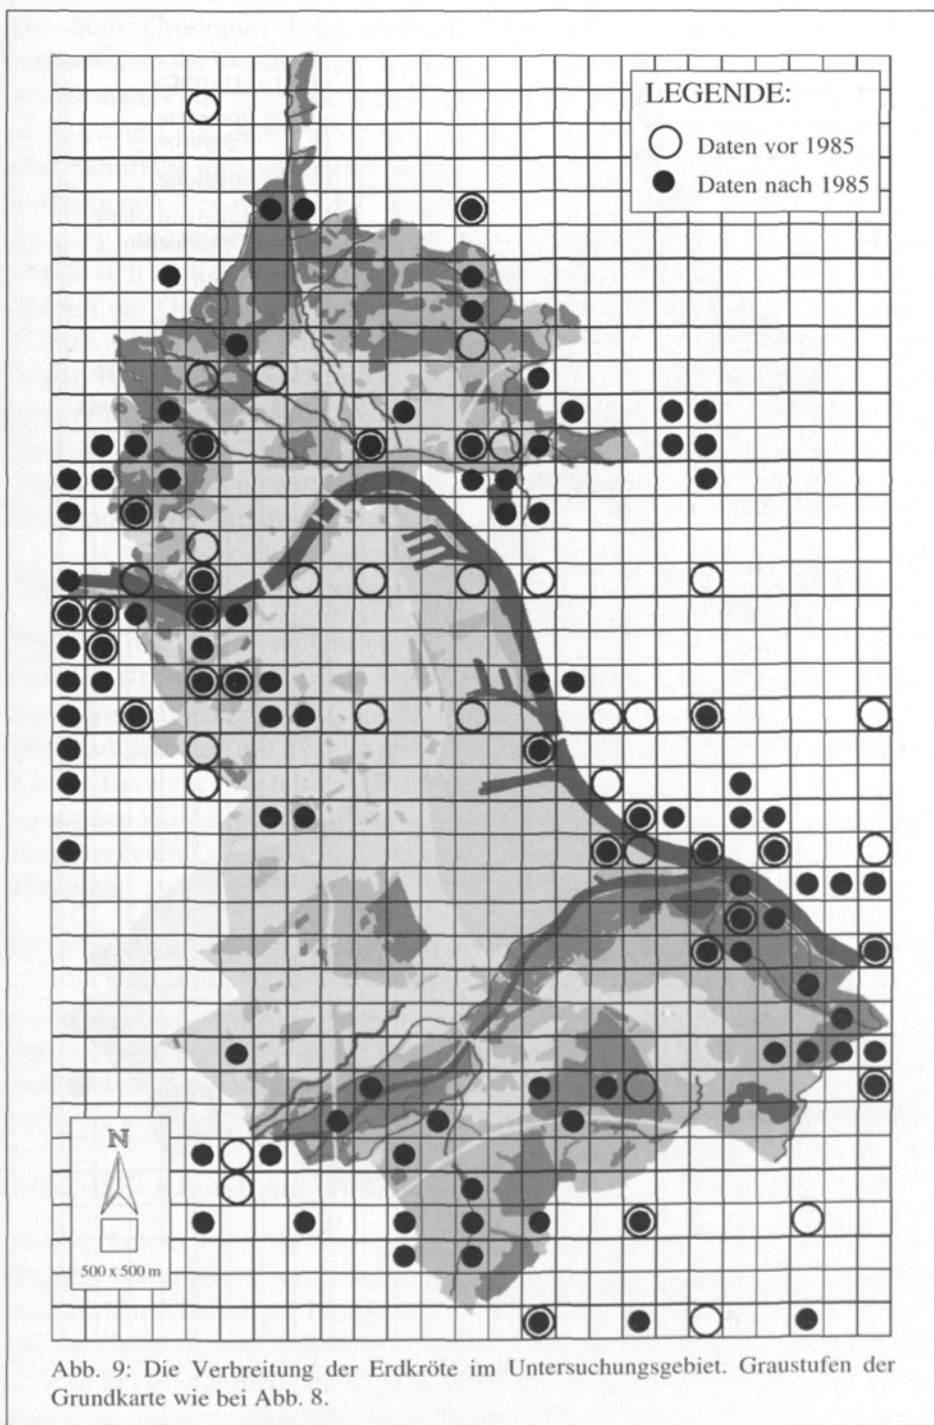 LEGENDE:
Daten vor 1985
Daten nach 1985
N
500 x 500 m
Abb. 9: Die Verbreitung der Erdkröte im Untersuchungsgebiet. Graustufen der
Grundkarte wie bei Abb. 8.